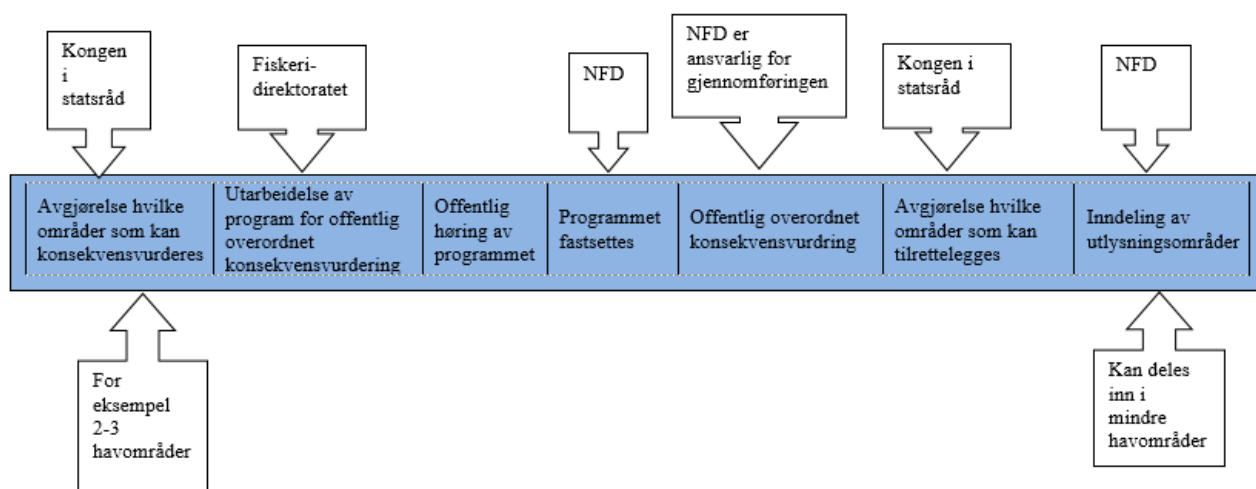 Kongen
i
statsråd
Fiskeri-
direktoratet
NFD
NFD er
ansvarlig for
gjennomføringen
Kongen i
statsråd
NFD
Avgjørelse hvilke
områder som kan
konsekvensvurderes
Utarbeidelse av
program for offentlig
overordnet
konsekvensvurdering
Offentlig
høring av
programmet
Programmet
fastsettes
Offentlig overordnet
konsekvensvurdring
Avgjørelse hvilke
områder som kan
tilrettelegges
Inndeling av
utlysningsområder
For
eksempel
2-3
havområder
Kan deles
inn i
mindre
havområder